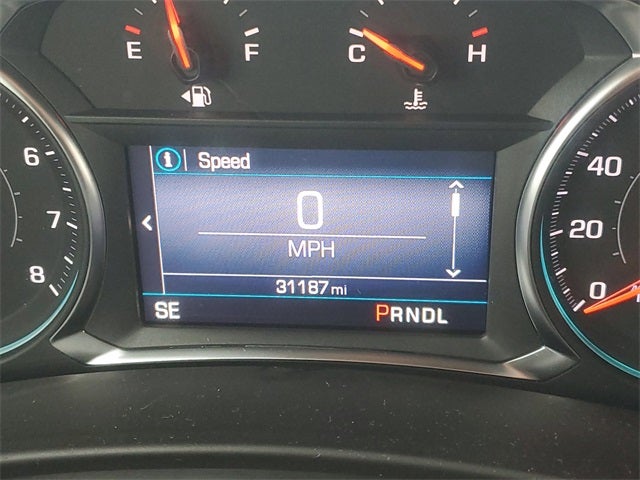 E F C H
i Speed
6
7
8
0
MPH
31187 mi
SE PRNDL
40
20
0